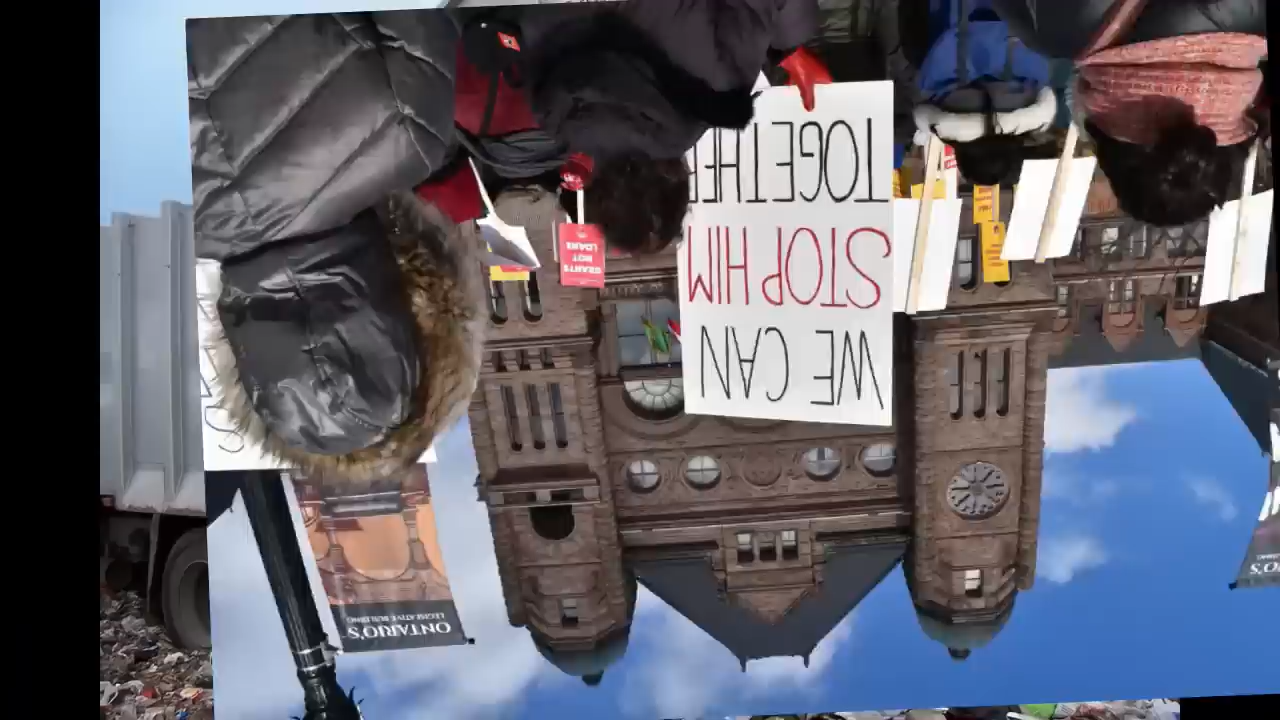 WE CAN
STOP HIM
TOGETHER
GRANTS
NOT
LOANS
ONTARIO'S
LEGISLATIVE BUILDING